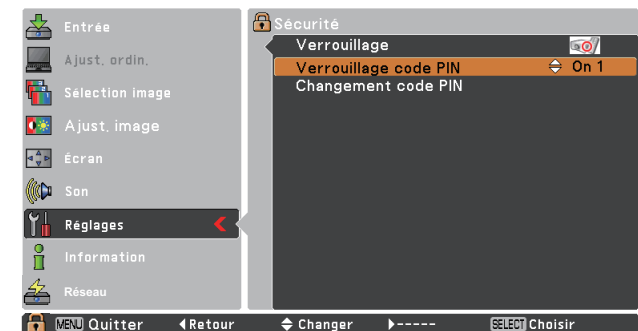 Entrée
Ajust. ordin.
Sélection image
Ajust. image
Écran
Son
Réglages
Information
Réseau
Sécurité
Verrouillage
Verrouillage code PIN On 1
Changement code PIN
MENU Quitter Retour Changer ----- SELECT Choisir